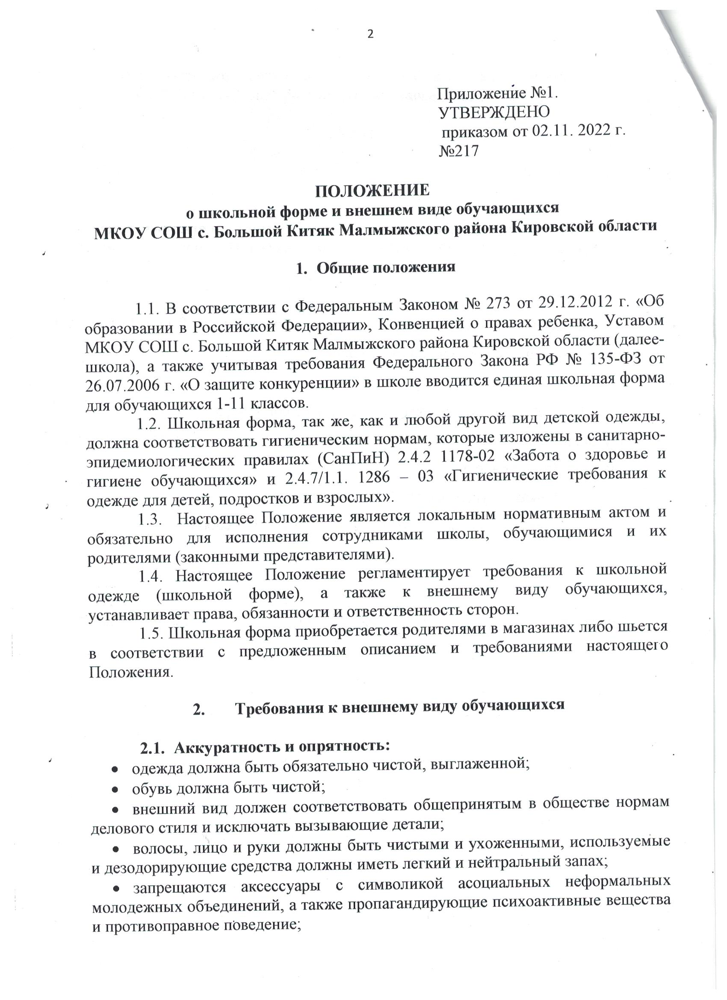 2
Приложение №1.
УТВЕРЖДЕНО
приказом от 02.11. 2022 г.
№217
ПОЛОЖЕНИЕ
о школьной форме и внешнем виде обучающихся
МКОУ СОШ с. Большой Китяк Малмыжского района Кировской области
1. Общие положения
1.1. В соответствии с Федеральным Законом № 273 от 29.12.2012 г. «Об
образовании в Российской Федерации», Конвенцией о правах ребенка, Уставом
МКОУ СОШ с. Большой Китяк Малмыжского района Кировской области (далее-
школа), а также учитывая требования Федерального Закона РФ № 135-ФЗ от
26.07.2006 г. «О защите конкуренции» в школе вводится единая школьная форма
для обучающихся 1-11 классов.
1.2. Школьная форма, так же, как и любой другой вид детской одежды,
должна соответствовать гигиеническим нормам, которые изложены в санитарно-
эпидемиологических правилах (СанПиН) 2.4.2 1178-02 «Забота о здоровье и
гигиене обучающихся» и 2.4.7/1.1. 1286 – 03 «Гигиенические требования к
одежде для детей, подростков и взрослых».
1.3. Настоящее Положение является локальным нормативным актом и
обязательно для исполнения сотрудниками школы, обучающимися и их
родителями (законными представителями).
1.4. Настоящее Положение регламентирует требования к школьной
одежде (школьной форме), а также к внешнему виду обучающихся,
устанавливает права, обязанности и ответственность сторон.
1.5. Школьная форма приобретается родителями в магазинах либо шьется
в соответствии с предложенным описанием и требованиями настоящего
Положения.
2. Требования к внешнему виду обучающихся
2.1. Аккуратность и опрятность:
• одежда должна быть обязательно чистой, выглаженной;
• обувь должна быть чистой;
• внешний вид должен соответствовать общепринятым в обществе нормам
делового стиля и исключать вызывающие детали;
• волосы, лицо и руки должны быть чистыми и ухоженными, используемые
и дезодорирующие средства должны иметь легкий и нейтральный запах;
• запрещаются аксессуары с символикой асоциальных неформальных
молодежных объединений, а также пропагандирующие психоактивные вещества
и противоправное поведение;